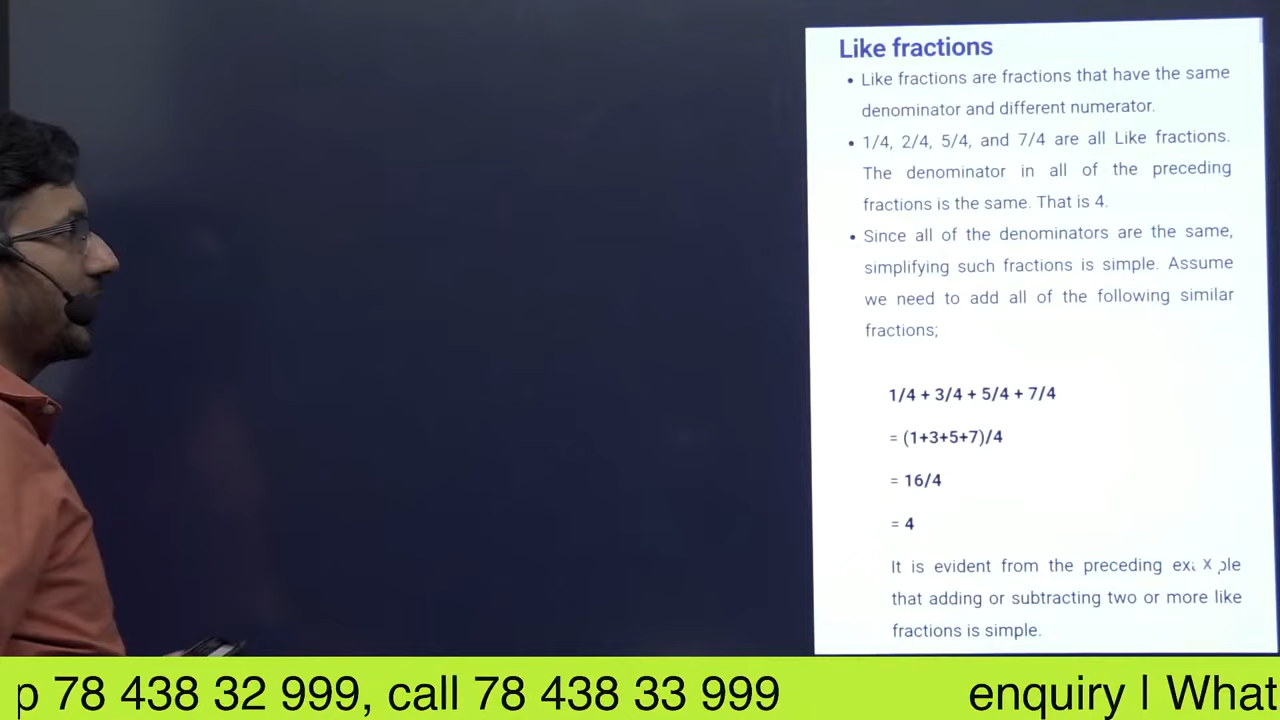 Like fractions
• Like fractions are fractions that have the same
denominator and different numerator.
• 1/4, 2/4, 5/4, and 7/4 are all Like fractions.
The denominator in all of the preceding
fractions is the same. That is 4.
• Since all of the denominators are the same,
simplifying such fractions is simple. Assume
we need to add all of the following similar
fractions;
1/4 + 3/4 + 5/4 + 7/4
= (1+3+5+7)/4
= 16/4
= 4
It is evident from the preceding
that adding or subtracting two or more like
fractions is simple.
p 78 438 32 999, call 78 438 33 999 enquiry | What